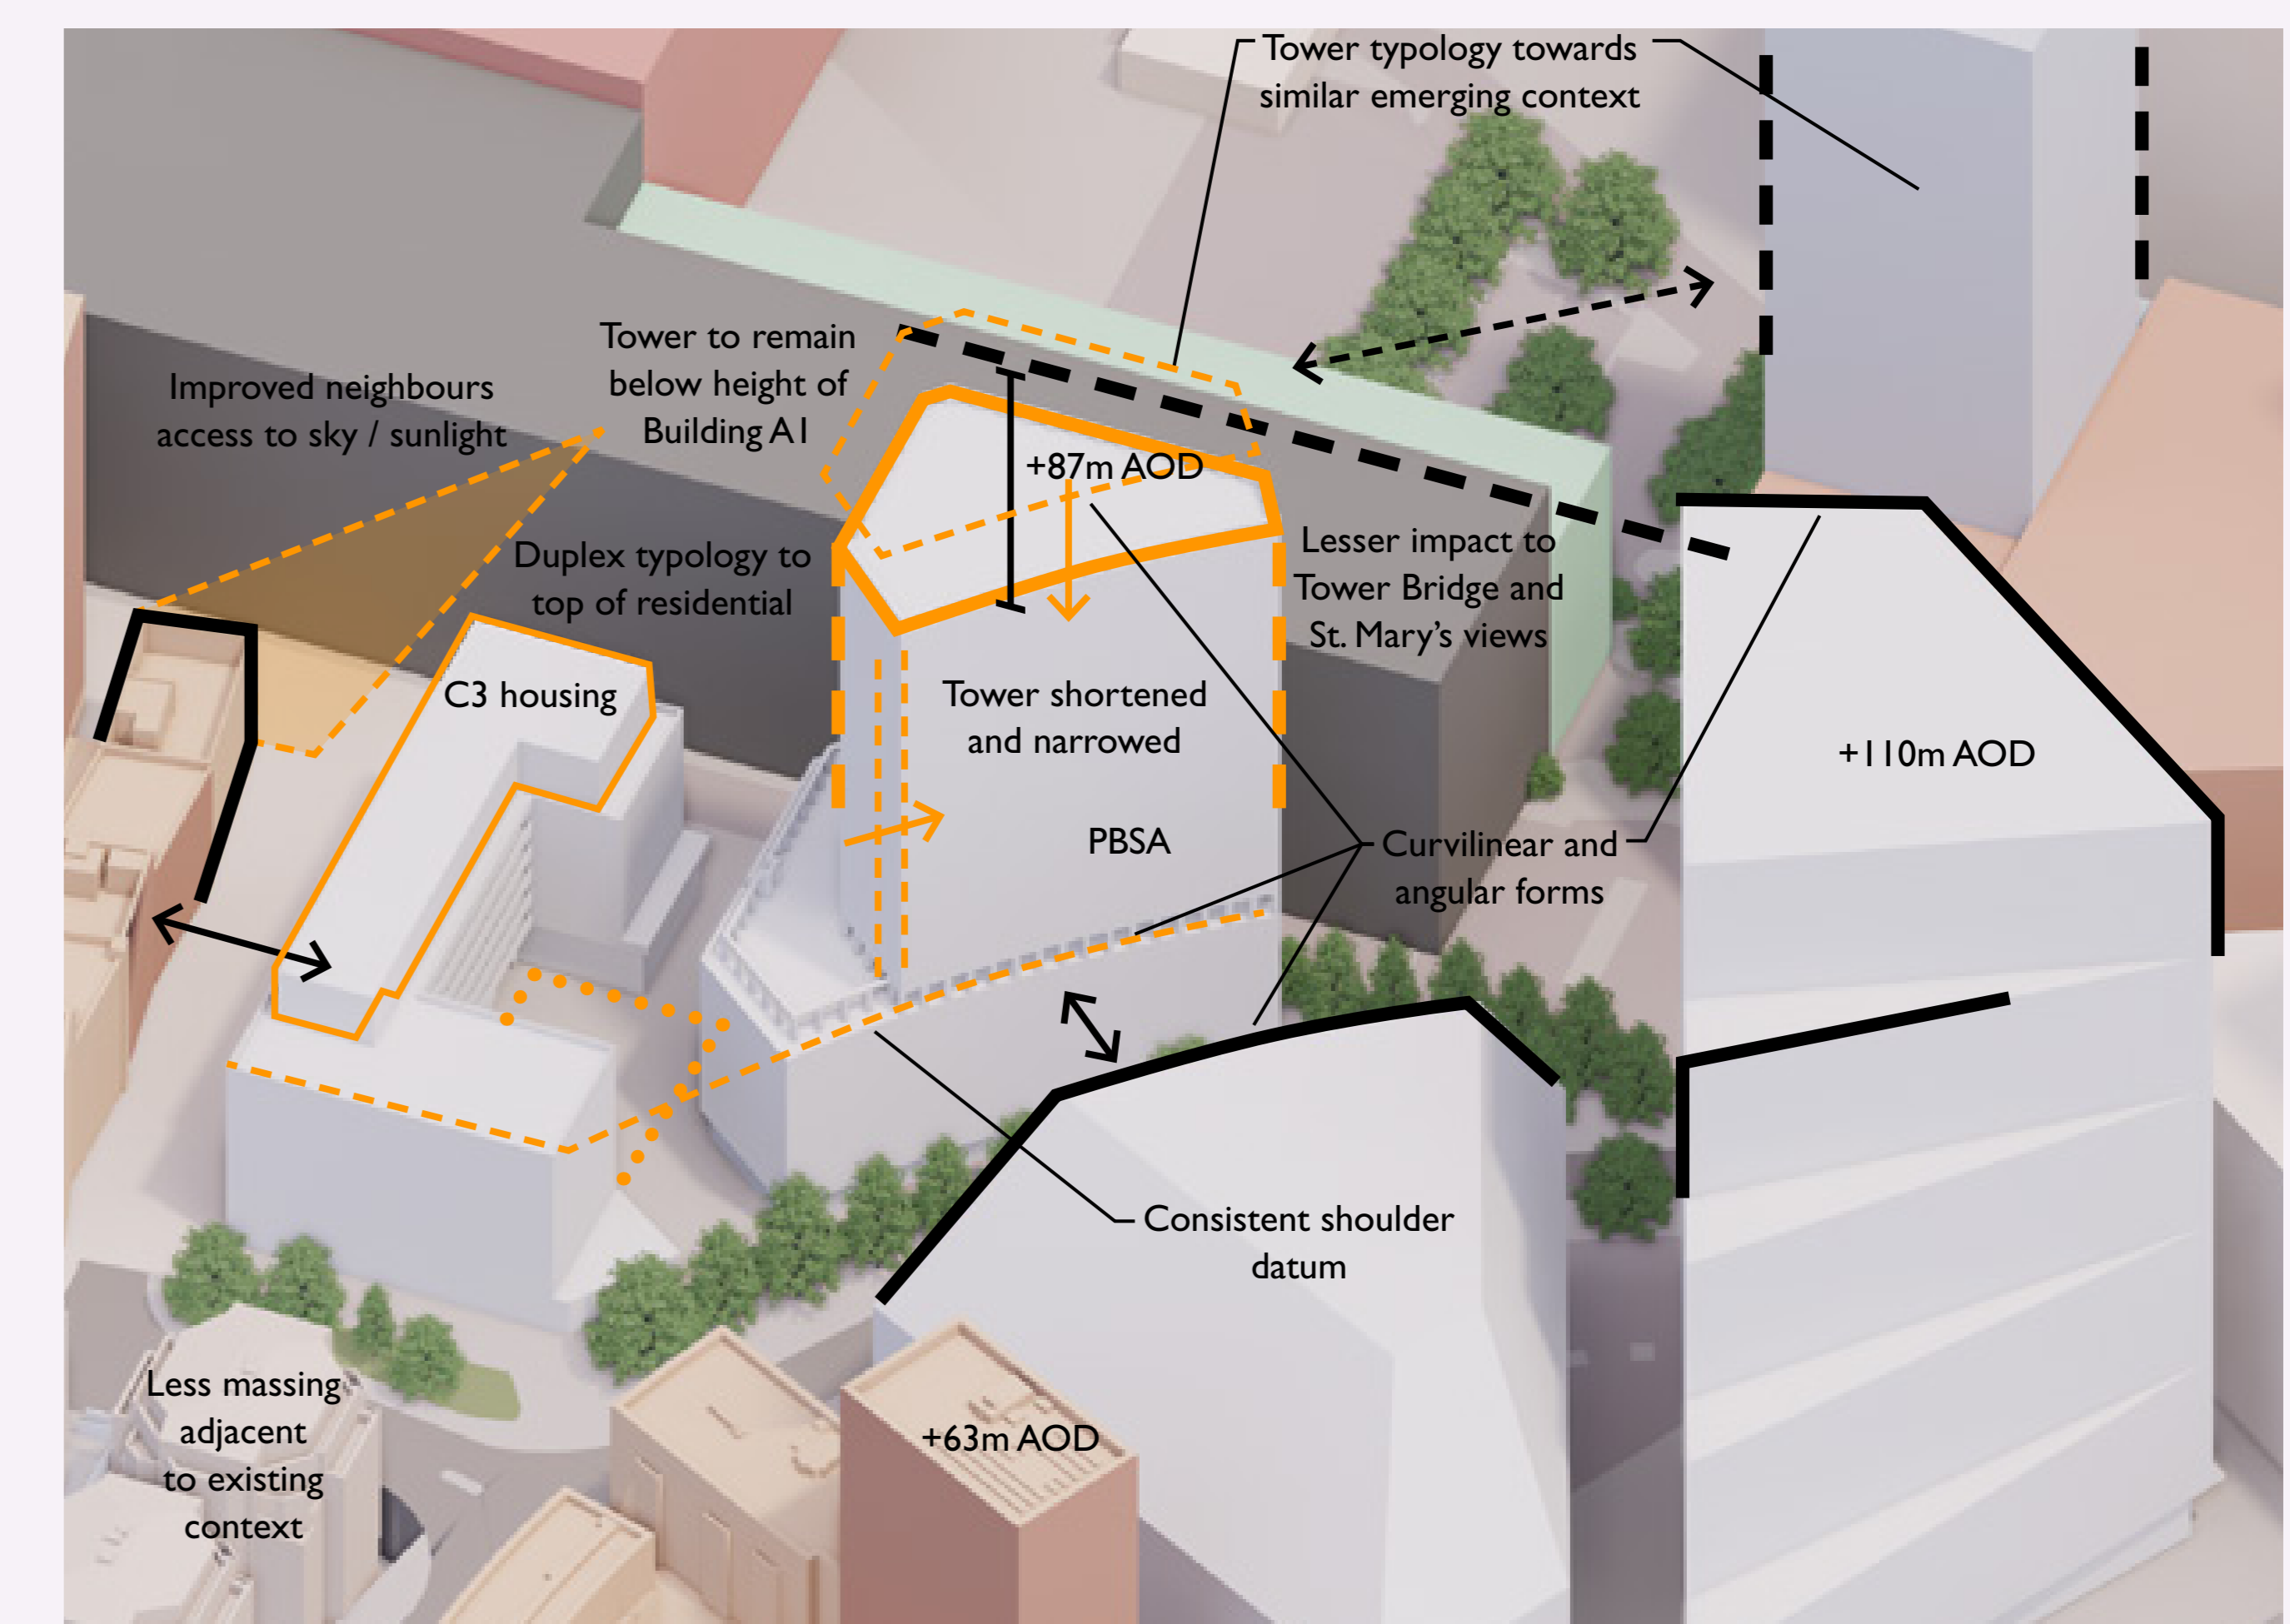 Tower typology towards
similar emerging context
Tower to remain
below height of
Building A1
Improved neighbours
access to sky / sunlight
+87m AOD
Duplex typology to
top of residential
Lesser impact to
Tower Bridge and
St. Mary's views
C3 housing
Tower shortened
and narrowed
+110m AOD
PBSA
Curvilinear and
angular forms
Consistent shoulder
datum
Less massing
adjacent
to existing
context
+63m AOD